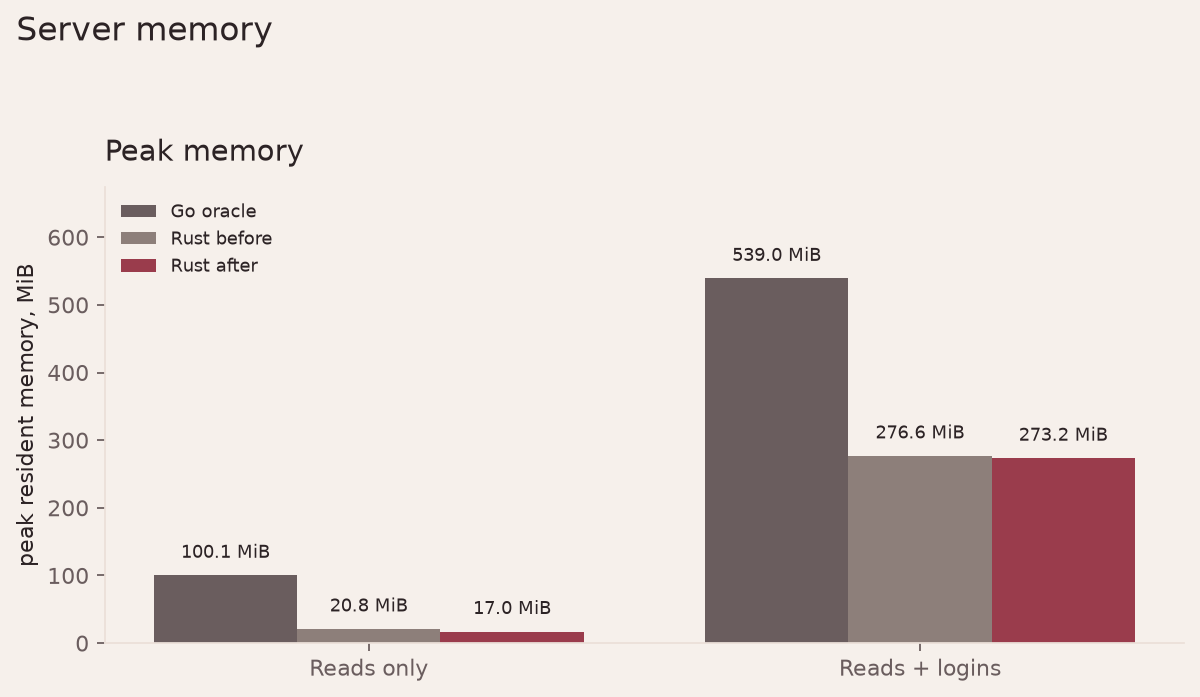 Server memory
Peak memory
Go oracle
Rust before
Rust after
peak resident memory, MiB
600
500
400
300
200
100
0
100.1 MiB
20.8 MiB
17.0 MiB
539.0 MiB
276.6 MiB
273.2 MiB
Reads only
Reads + logins